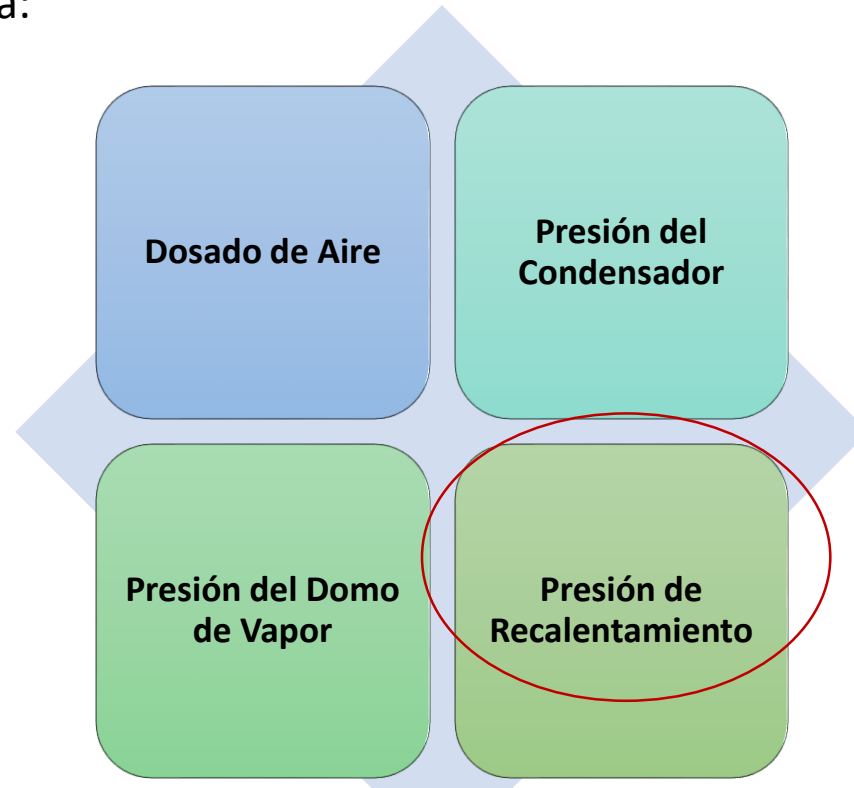 a:
Dosado de Aire
Presión del
Condensador
Presión del Domo
de Vapor
Presión de
Recalentamiento